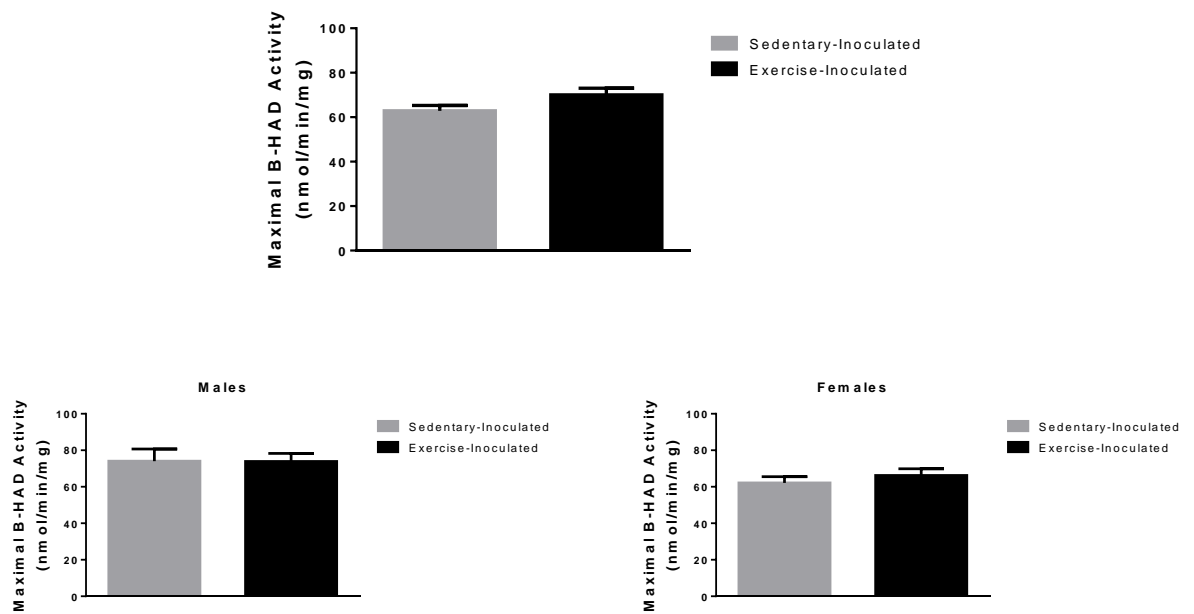 Maximal B-HAD Activity
(nmol/min/mg)
100
80
60
40
20
0
Sedentary-Inoculated
Exercise-Inoculated
Males
Maximal B-HAD Activity
(nmol/min/mg)
100
80
60
40
20
0
Sedentary-Inoculated
Exercise-Inoculated
Females
Maximal B-HAD Activity
(nmol/min/mg)
100
80
60
40
20
0
Sedentary-Inoculated
Exercise-Inoculated